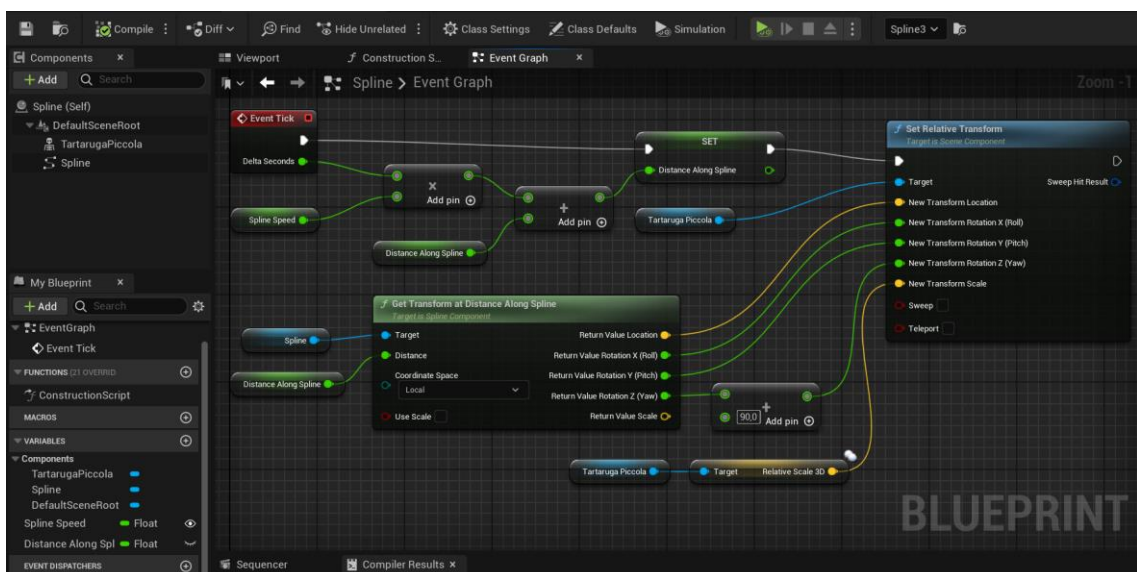 Compile
Diff
Find
Hide Unrelated
Class Settings
Class Defaults
Simulation
Spline3
Components
Viewport
Construction S...
Event Graph
+ Add
Search
Spline > Event Graph
Zoom -1
Spline (Self)
DefaultSceneRoot
TartarugaPiccola
Spline
Event Tick
Delta Seconds
Spline Speed
x
Add pin
Distance Along Spline
+
Add pin
SET
Distance Along Spline
Tartaruga Piccola
Set Relative Transform
Target is Scene Component
Target
Sweep Hit Result
New Transform Location
New Transform Rotation X (Roll)
New Transform Rotation Y (Pitch)
New Transform Rotation Z (Yaw)
New Transform Scale
Sweep
Teleport
My Blueprint
+ Add
Search
EventGraph
Event Tick
FUNCTIONS (21 OVERRID
ConstructionScript
MACROS
VARIABLES
Components
TartarugaPiccola
Spline
DefaultSceneRoot
Spline Speed
Float
Distance Along Spl
Float
EVENT DISPATCHERS
Spline
Distance Along Spline
Get Transform at Distance Along Spline
Target is Spline Component
Target
Return Value Location
Distance
Return Value Rotation X (Roll)
Coordinate Space
Return Value Rotation Y (Pitch)
Local
Return Value Rotation Z (Yaw)
Use Scale
Return Value Scale
90,0
+
Add pin
Tartaruga Piccola
Target
Relative Scale 3D
BLUEPRINT
Sequencer
Compiler Results